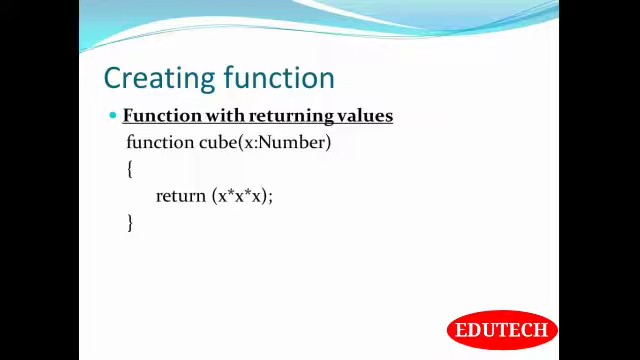 Creating function
• Function with returning values
function cube(x:Number)
{
return (x*x*x);
}
EDUTECH